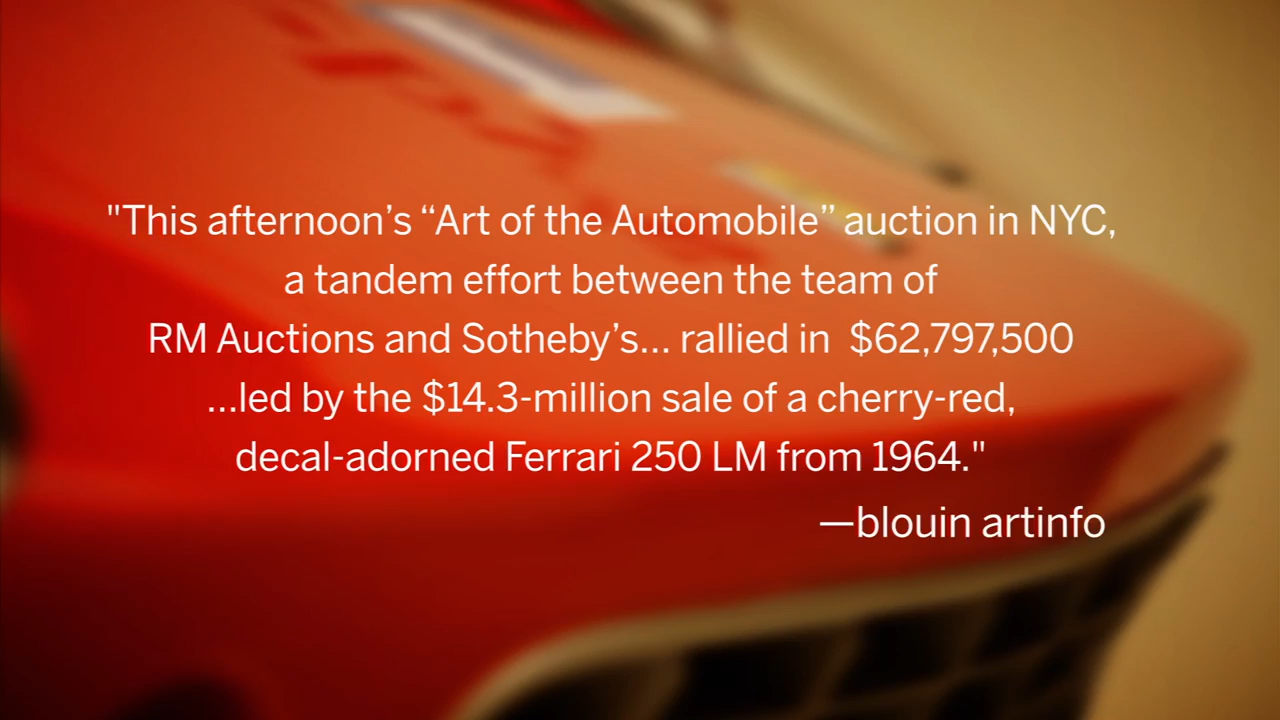 "This afternoon’s “Art of the Automobile” auction in NYC,
a tandem effort between the team of
RM Auctions and Sotheby’s... rallied in  $62,797,500
...led by the $14.3-million sale of a cherry-red,
decal-adorned Ferrari 250 LM from 1964."
—blouin artinfo